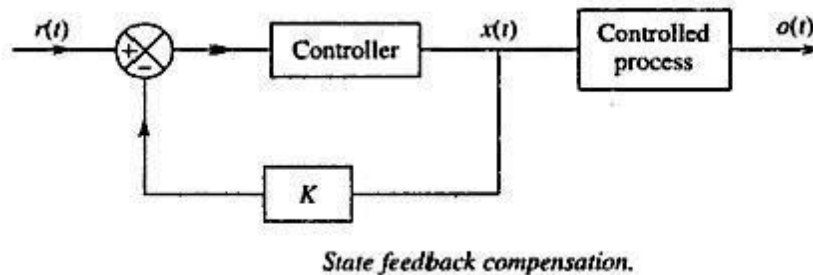 r(t)
+
−
Controller
x(t)
Controlled
process
o(t)
K
State feedback compensation.